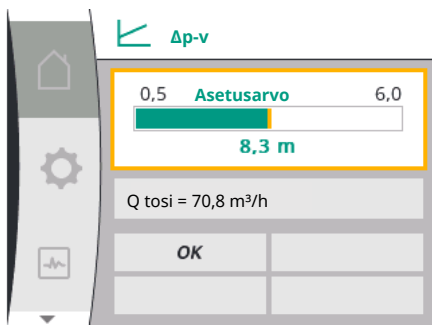 Δp-v
0,5 Asetusarvo 6,0
8,3 m
Q tosi = 70,8 m³/h
OK